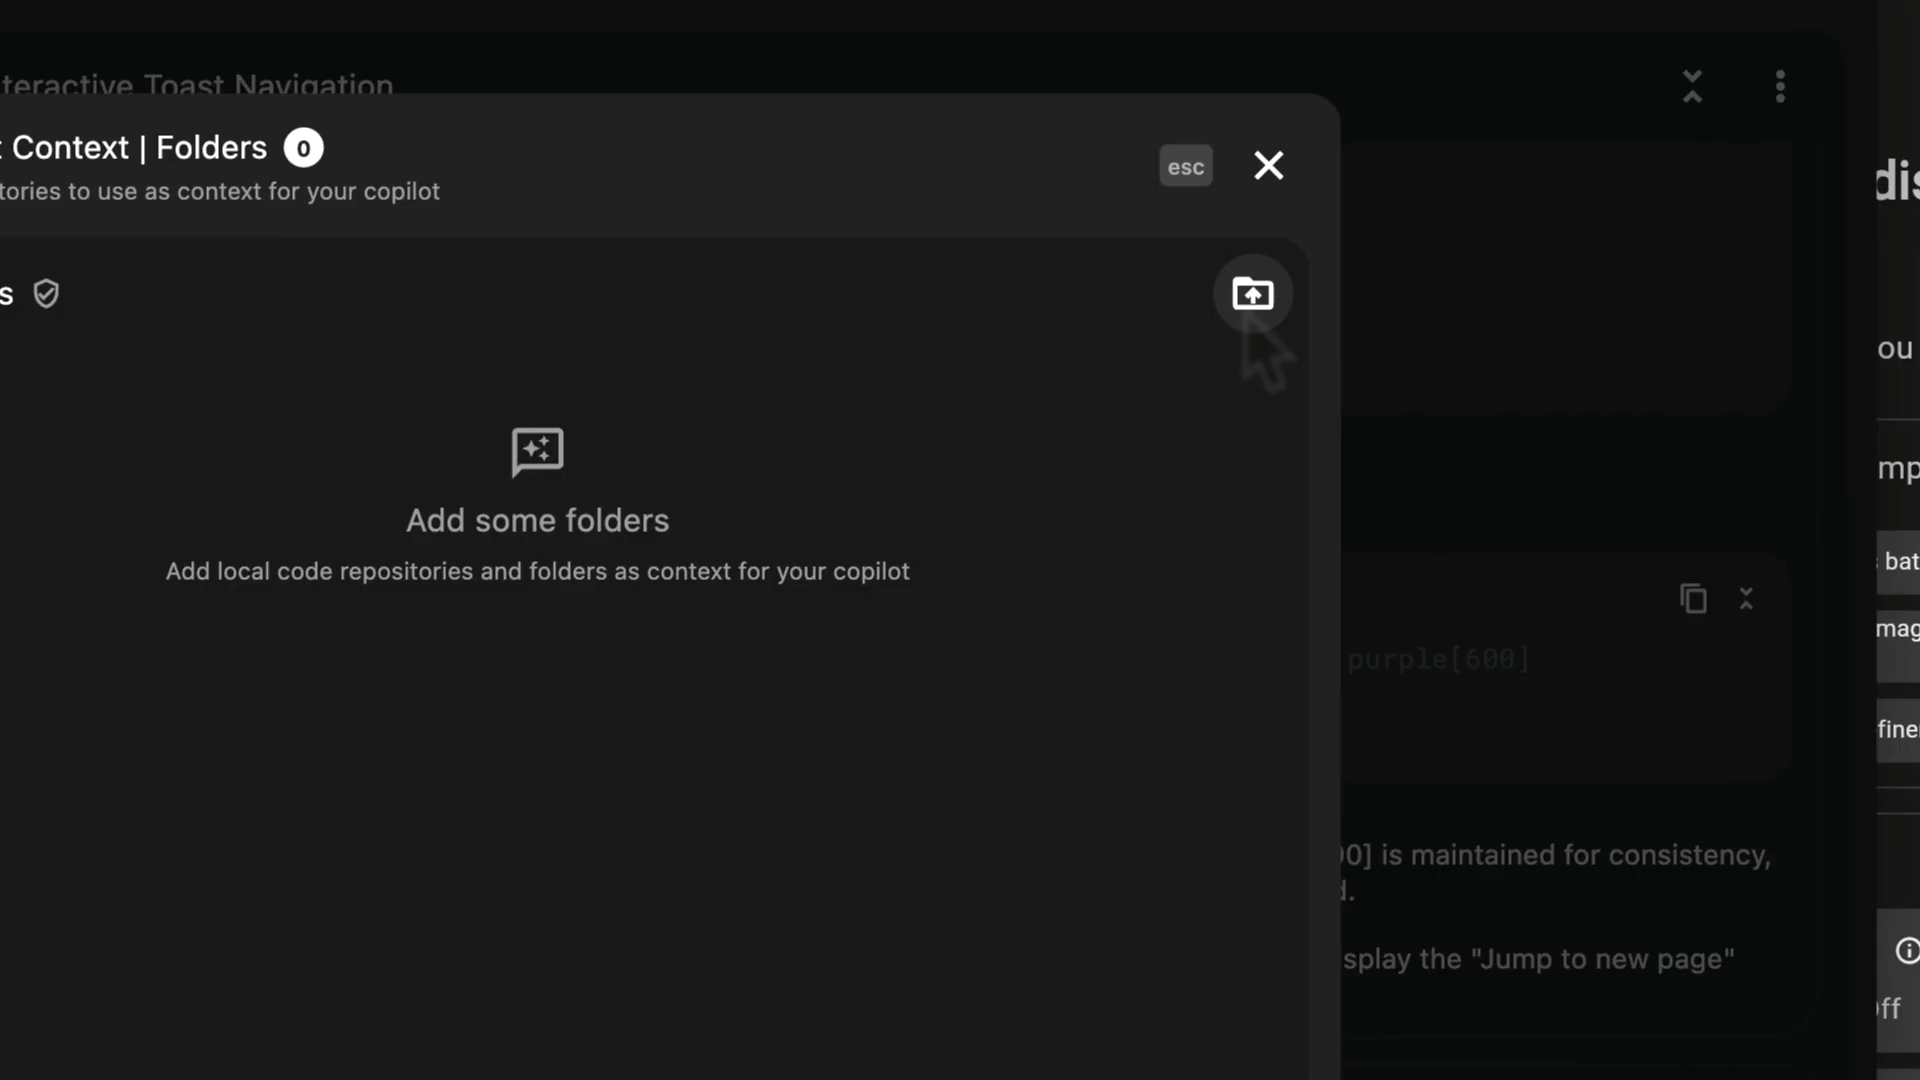 teractive Toast Navigation
Context | Folders 0
tories to use as context for your copilot
esc
s
Add some folders
Add local code repositories and folders as context for your copilot
purple[600]
0] is maintained for consistency,
d.
splay the "Jump to new page"
dis
ou
mp
bat
mag
finer
ff